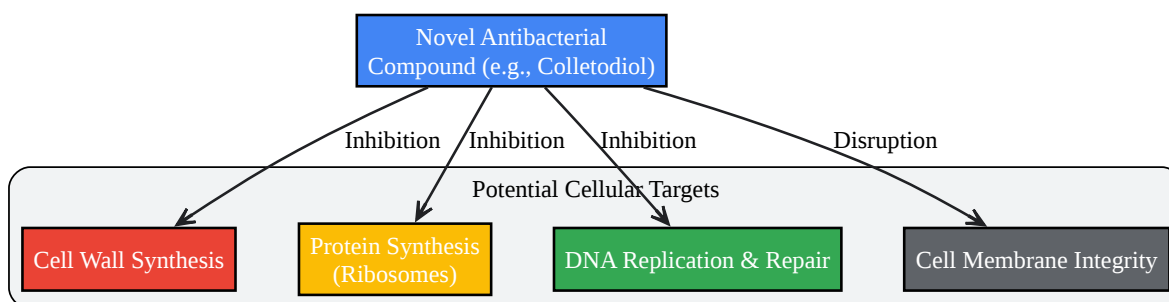 Novel Antibacterial
Compound (e.g., Colletodiol)
Inhibition
Inhibition
Inhibition
Disruption
Potential Cellular Targets
Cell Wall Synthesis
Protein Synthesis
(Ribosomes)
DNA Replication & Repair
Cell Membrane Integrity